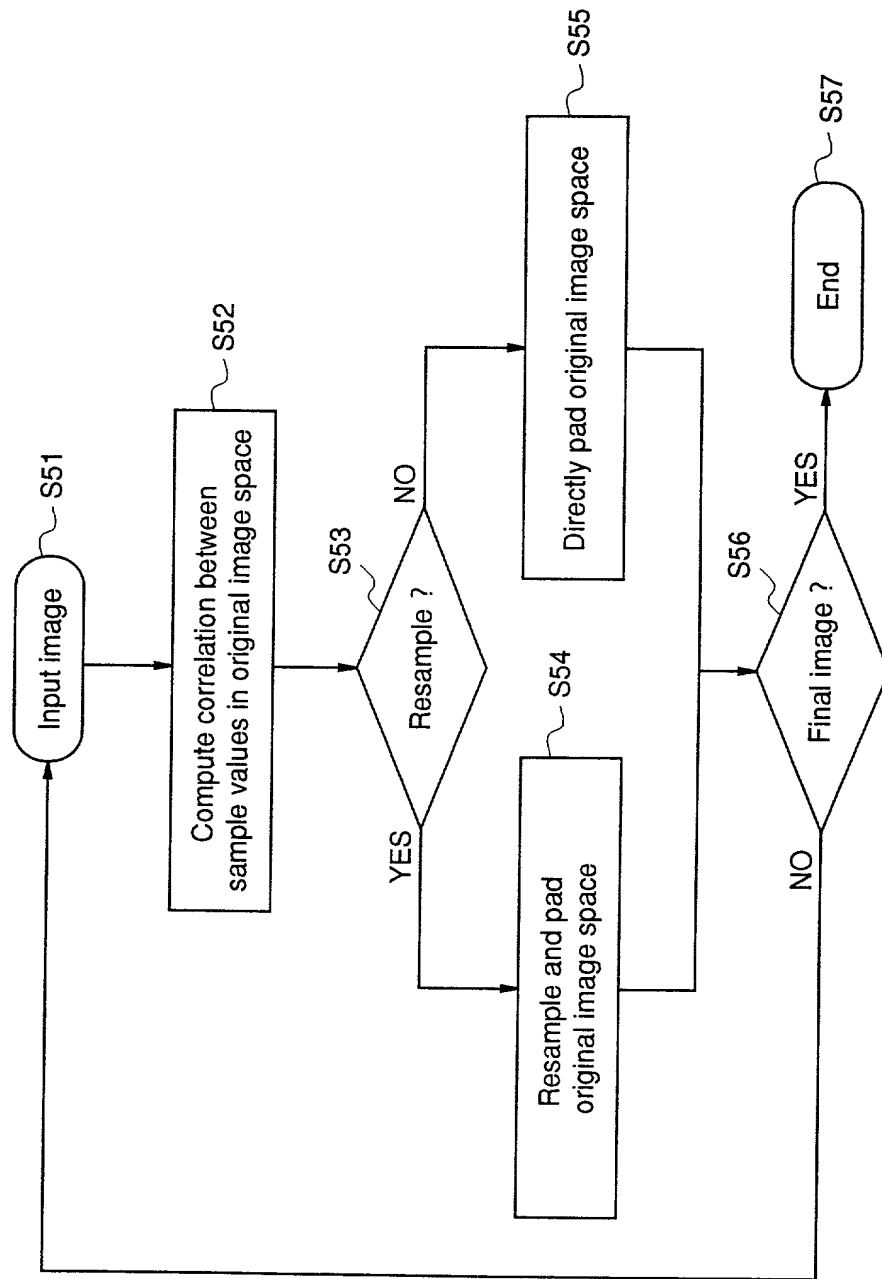 Input image
S51
Compute correlation between
sample values in original image space
S52
Resample ?
S53
YES
NO
Resample and pad
original image space
S54
Directly pad original image space
S55
Final image ?
S56
NO
YES
End
S57